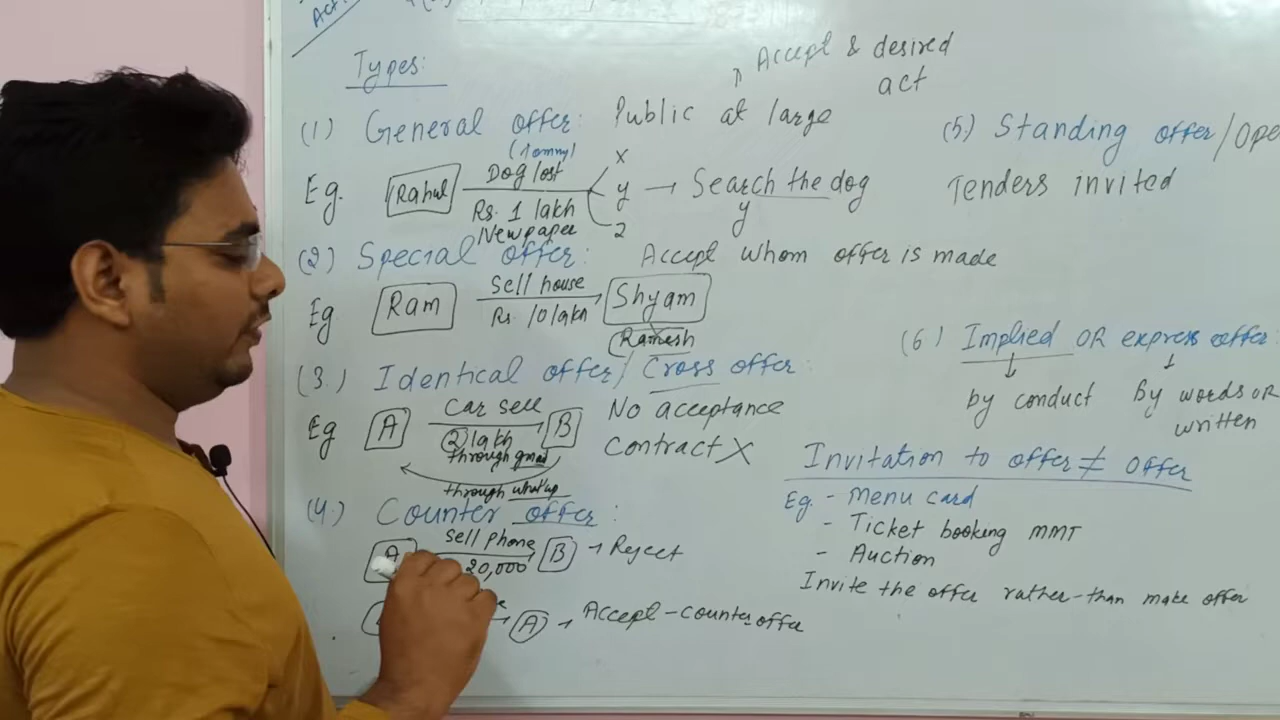 Act.
Types:
Accept & desired
act
(1) General offer: Public at large
(Tommy)
Eg. Rahul Dog lost
Rs. 1 lakh
Newpaper
x
y → Search the dog
y
2
(2) Special offer: Accept whom offer is made
Eg Ram Sell house Shyam
Rs. 10 lakh
Ramesh
(3.) Identical offer/Cross offer:
Eg A Car sell B No acceptance
2 lakh Contract X
through gmail
through what'up
(4.) Counter offer:
A Sell phone B → Reject
20,000
A → Accept-counter offer
(5.) Standing offer/Ope
Tenders invited
(6) Implied OR express offer:
by conduct By words OR
written
Invitation to offer ≠ Offer
Eg. - Menu card
- Ticket booking MMT
- Auction
Invite the offer rather-than make offer